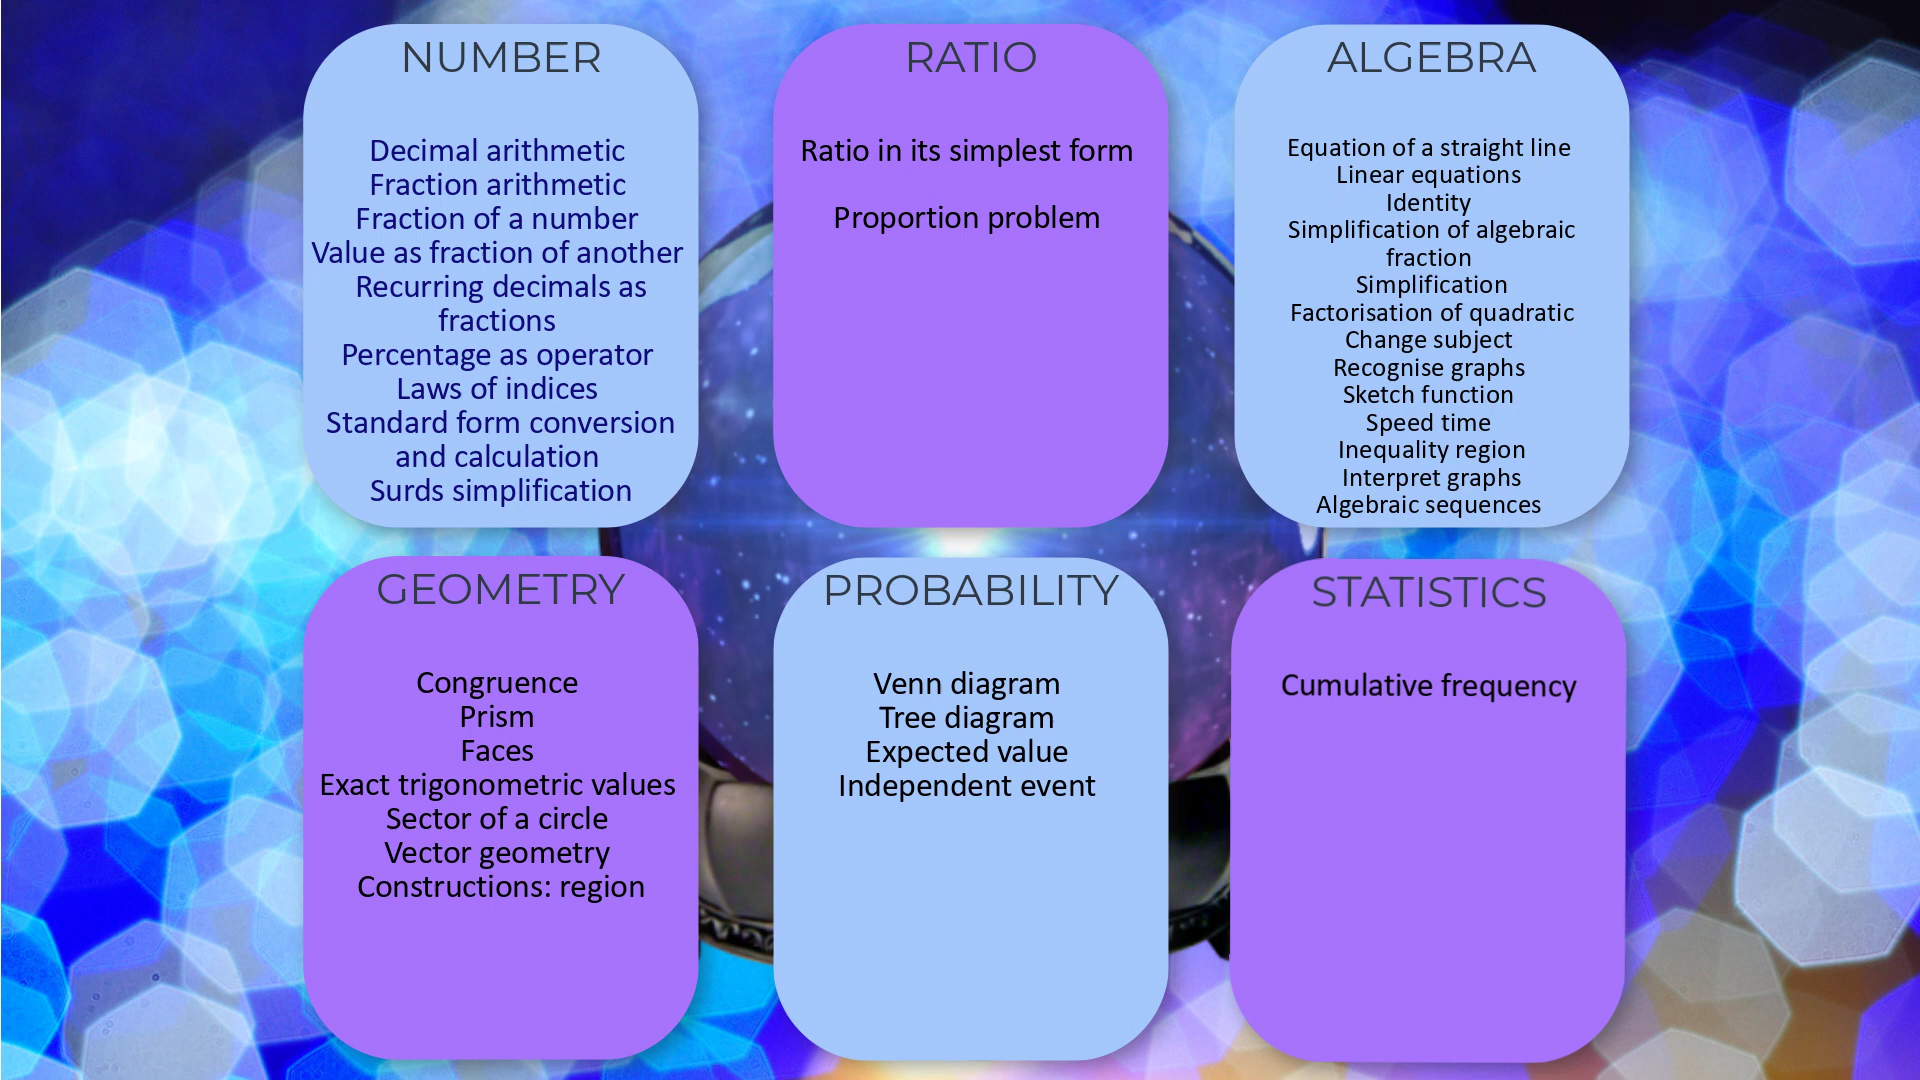 NUMBER
Decimal arithmetic
Fraction arithmetic
Fraction of a number
Value as fraction of another
Recurring decimals as
fractions
Percentage as operator
Laws of indices
Standard form conversion
and calculation
Surds simplification
RATIO
Ratio in its simplest form
Proportion problem
ALGEBRA
Equation of a straight line
Linear equations
Identity
Simplification of algebraic
fraction
Simplification
Factorisation of quadratic
Change subject
Recognise graphs
Sketch function
Speed time
Inequality region
Interpret graphs
Algebraic sequences
GEOMETRY
Congruence
Prism
Faces
Exact trigonometric values
Sector of a circle
Vector geometry
Constructions: region
PROBABILITY
Venn diagram
Tree diagram
Expected value
Independent event
STATISTICS
Cumulative frequency